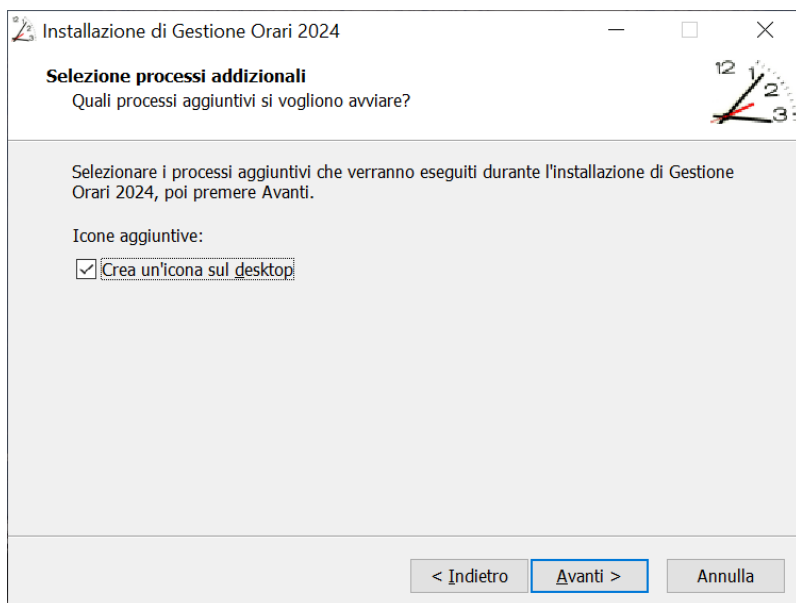 Installazione di Gestione Orari 2024
Selezione processi addizionali
Quali processi aggiuntivi si vogliono avviare?
12
1
2
3
Selezionare i processi aggiuntivi che verranno eseguiti durante l'installazione di Gestione
Orari 2024, poi premere Avanti.
Icone aggiuntive:
Crea un'icona sul desktop
< Indietro
Avanti >
Annulla